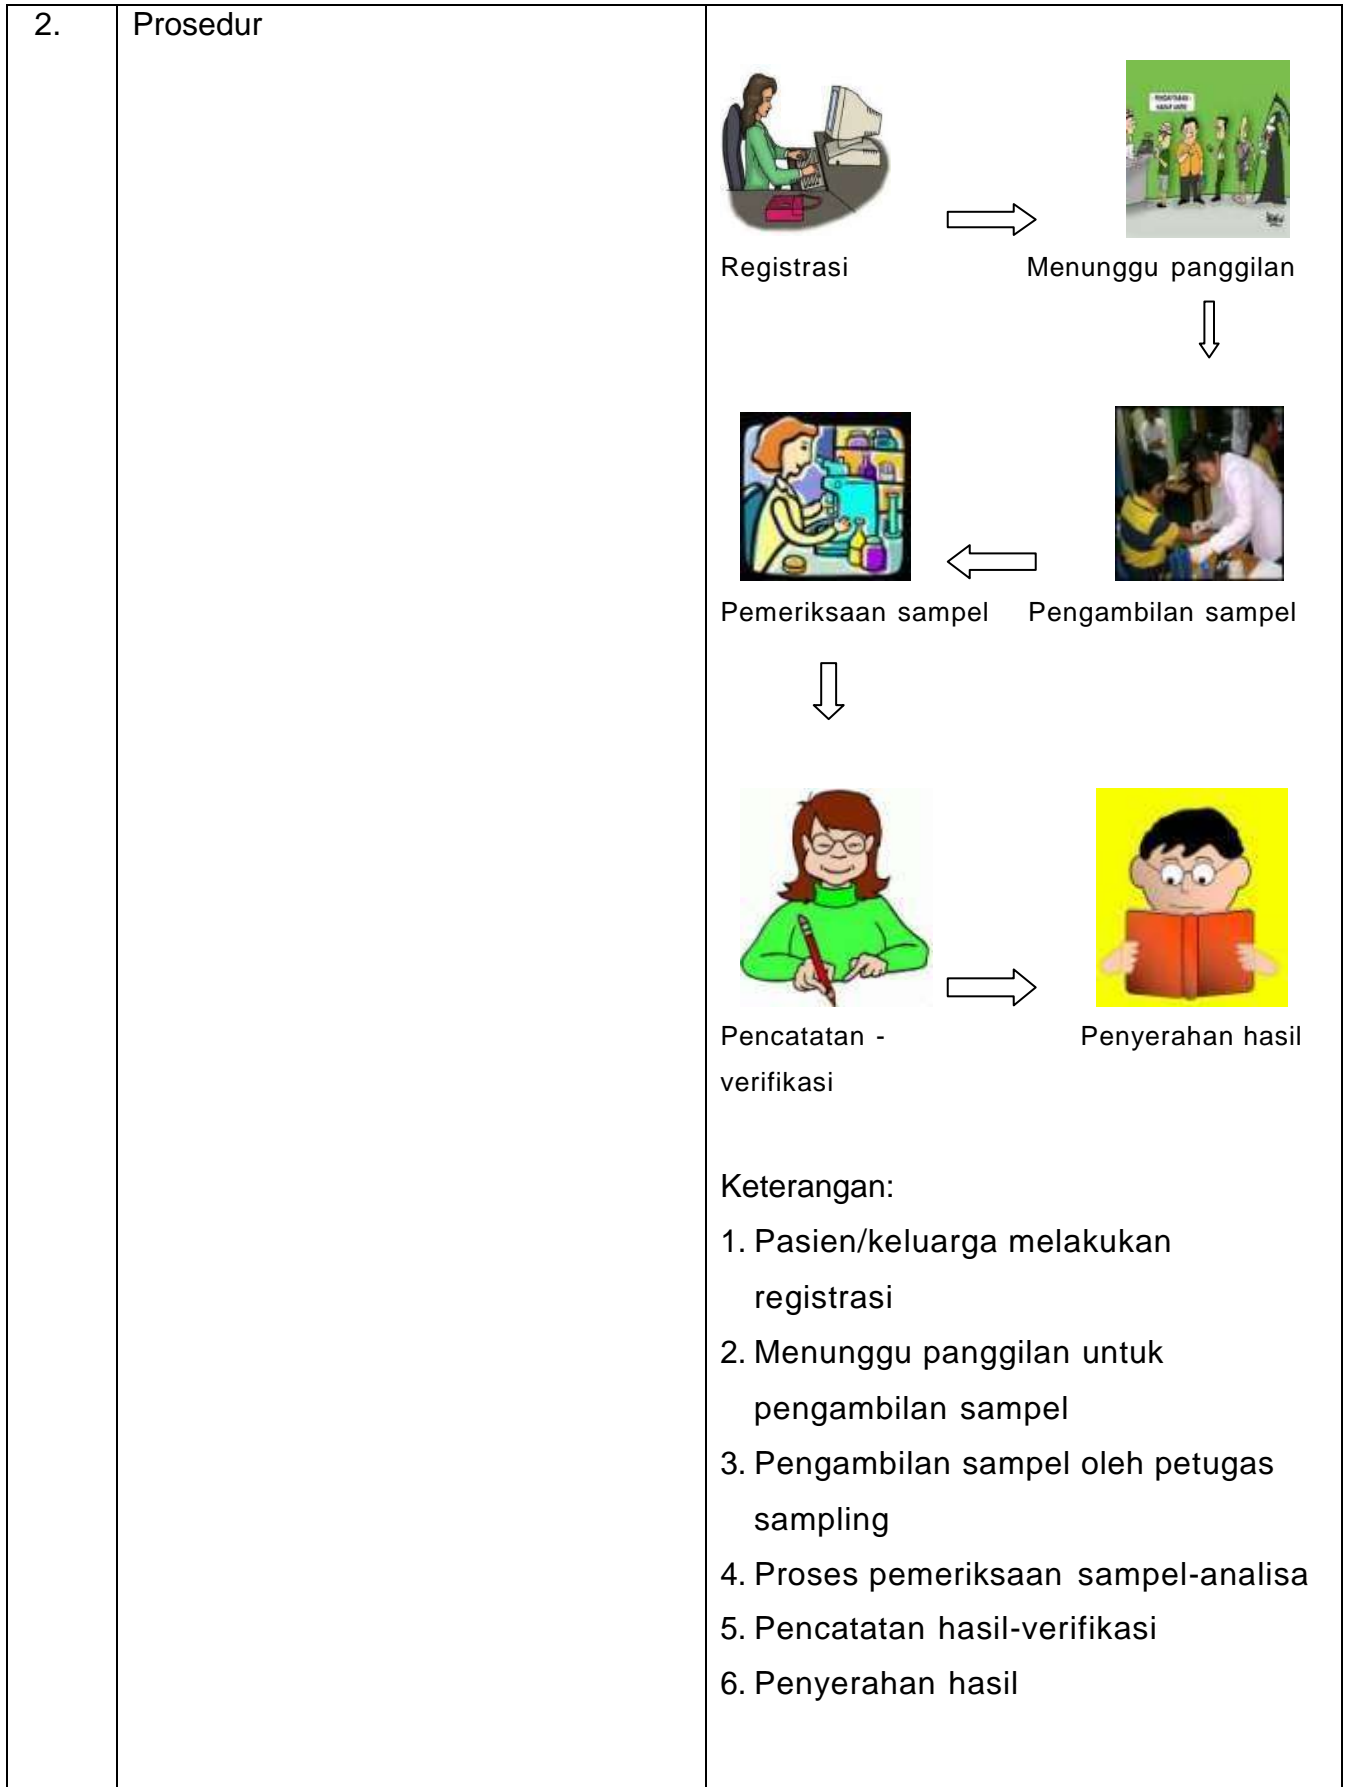 2. Prosedur
Registrasi Menunggu panggilan
Pemeriksaan sampel Pengambilan sampel
Pencatatan - Penyerahan hasil
verifikasi
Keterangan:
1. Pasien/keluarga melakukan
registrasi
2. Menunggu panggilan untuk
pengambilan sampel
3. Pengambilan sampel oleh petugas
sampling
4. Proses pemeriksaan sampel-analisa
5. Pencatatan hasil-verifikasi
6. Penyerahan hasil